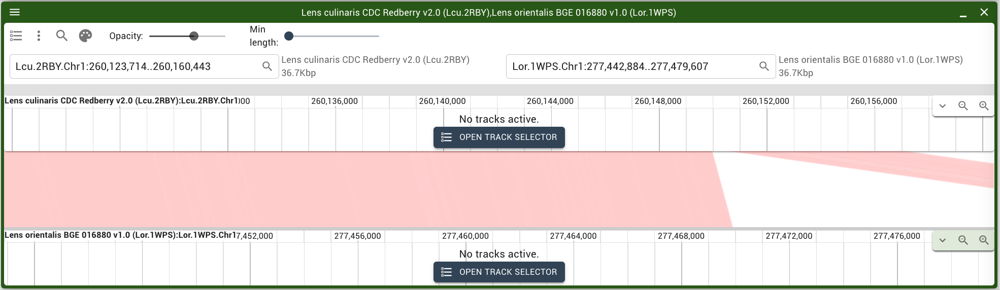 Lens culinaris CDC Redberry v2.0 (Lcu.2RBY),Lens orientalis BGE 016880 v1.0 (Lor.1WPS)
Opacity:
Min
length:
Lcu.2RBY.Chr1:260,123,714..260,160,443
Lens culinaris CDC Redberry v2.0 (Lcu.2RBY)
36.7Kbp
Lor.1WPS.Chr1:277,442,884..277,479,607
Lens orientalis BGE 016880 v1.0 (Lor.1WPS)
36.7Kbp
Lens culinaris CDC Redberry v2.0 (Lcu.2RBY):Lcu.2RBY.Chr1 260,136,000 260,140,000 260,144,000 260,148,000 260,152,000 260,156,000
No tracks active.
OPEN TRACK SELECTOR
Lens orientalis BGE 016880 v1.0 (Lor.1WPS):Lor.1WPS.Chr1 7,452,000 277,456,000 277,460,000 277,464,000 277,468,000 277,472,000 277,476,000
No tracks active.
OPEN TRACK SELECTOR